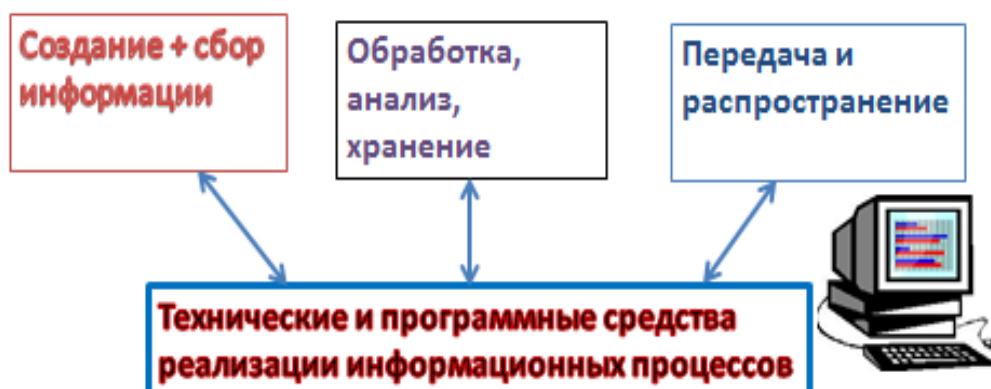 Создание + сбор
информации
Обработка,
анализ,
хранение
Передача и
распространение
Технические и программные средства
реализации информационных процессов